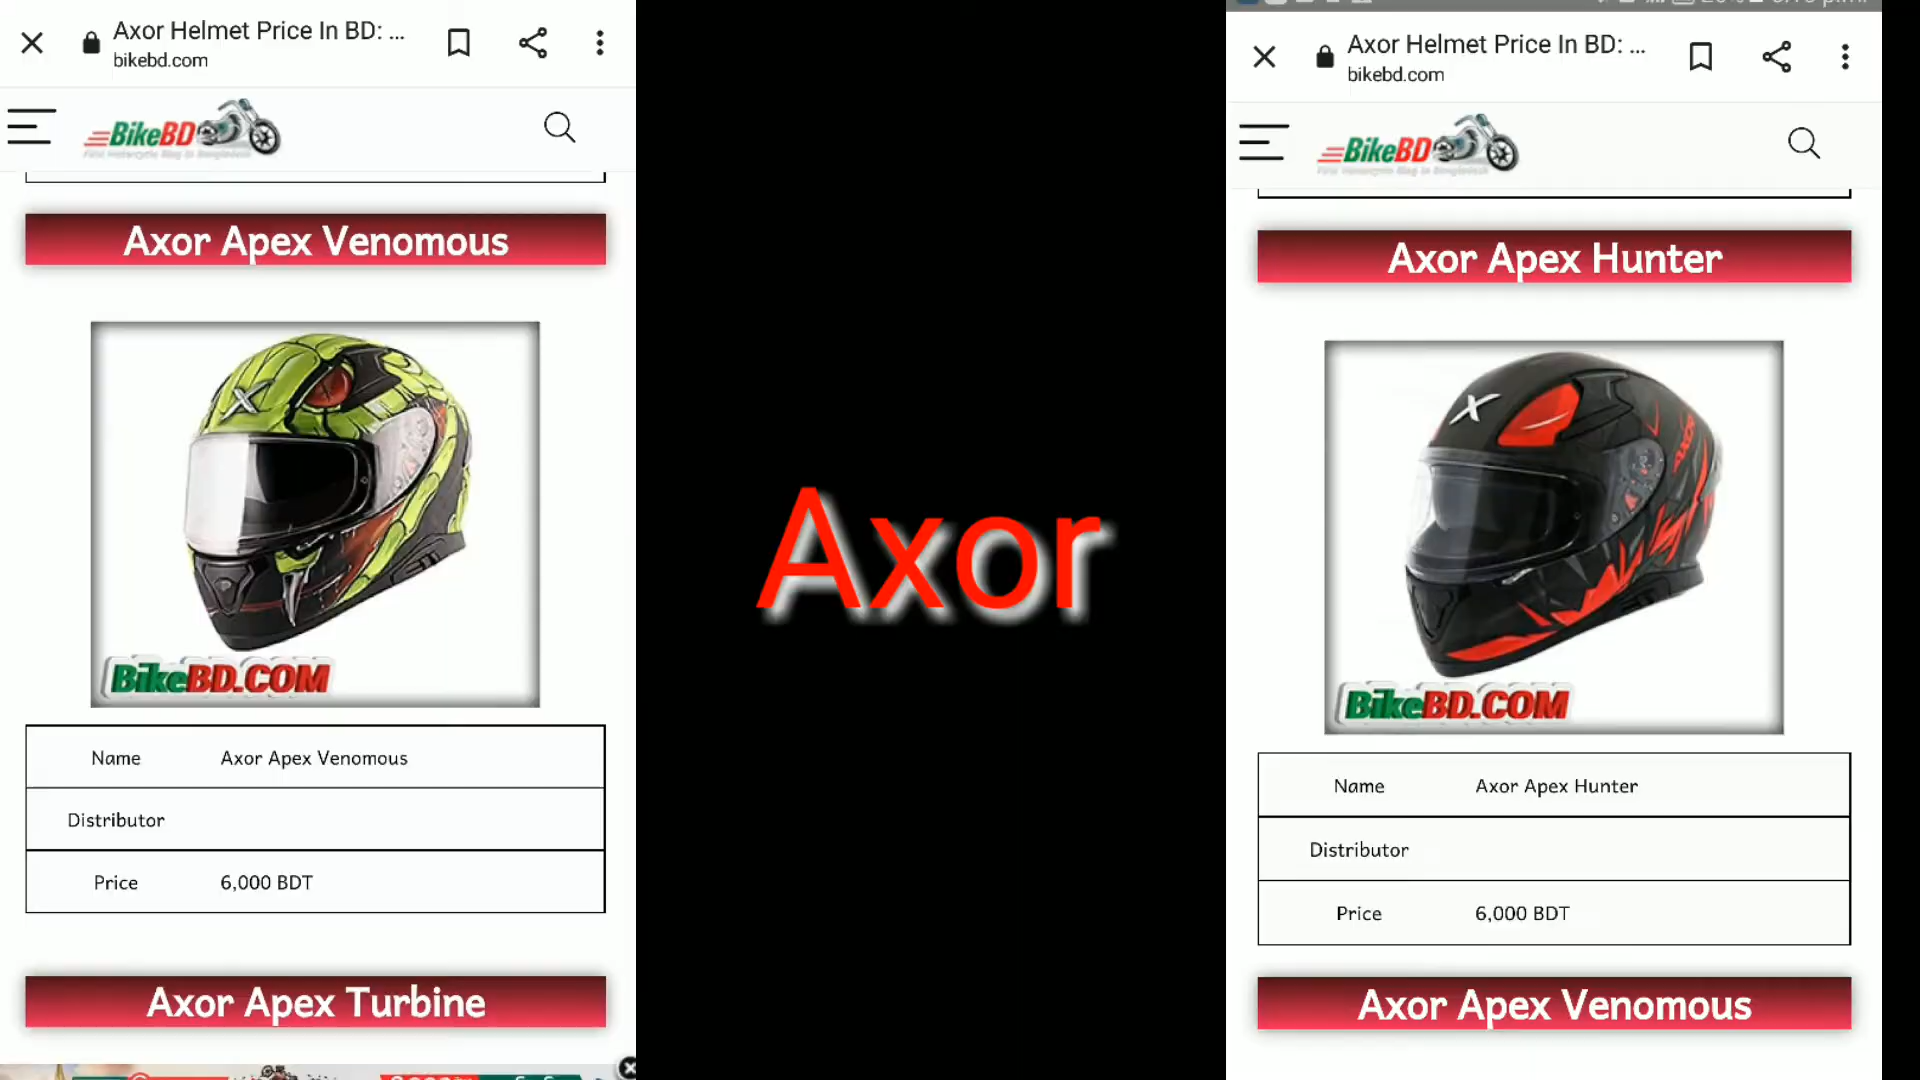 Axor Helmet Price In BD: ...
bikebd.com
BikeBD
Axor Apex Venomous
BikeBD.COM
Name Axor Apex Venomous
Distributor
Price 6,000 BDT
Axor Apex Turbine
Axor
Axor Helmet Price In BD: ...
bikebd.com
BikeBD
Axor Apex Hunter
AXOR
BikeBD.COM
Name Axor Apex Hunter
Distributor
Price 6,000 BDT
Axor Apex Venomous